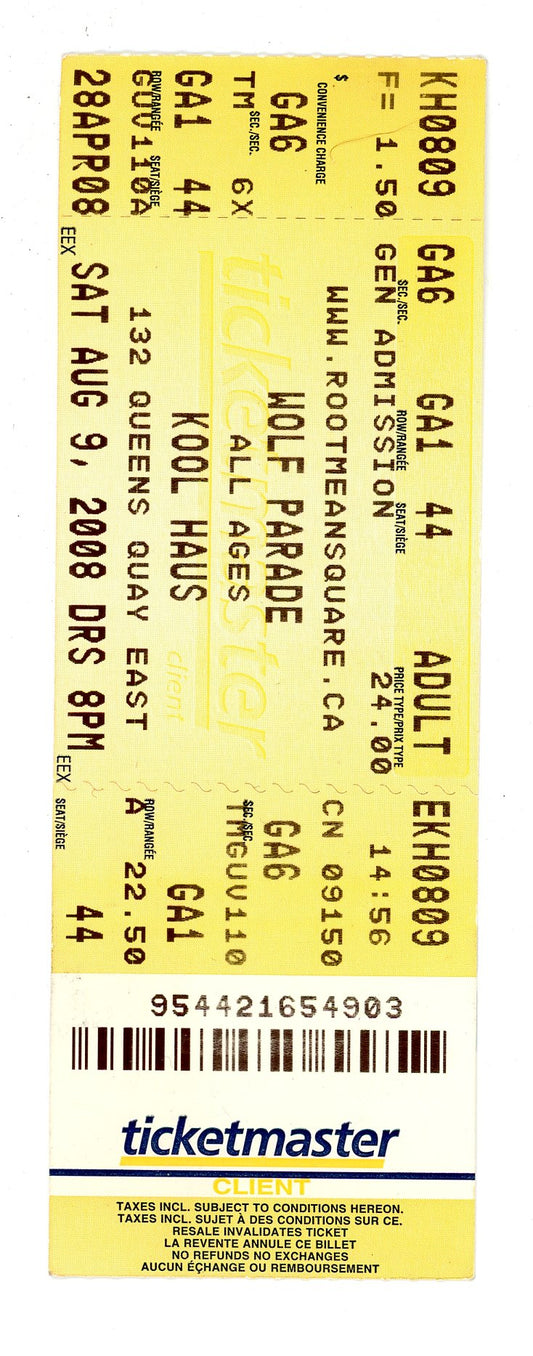 KH0809
F= 1.50
$
CONVENIENCE CHARGE
GA6
SEC./SEC.
TM 6X
GA1 44
ROW/RANGÉE SEAT/SIÈGE
GUV110A
28APR08
GA6 GA1 44 ADULT
SEC./SEC. ROW/RANGÉE SEAT/SIÈGE PRICE TYPE/PRIX TYPE
GEN ADMISSION 24.00
WWW.ROOTMEANSQUARE.CA
WOLF PARADE
ALL AGES
KOOL HAUS
132 QUEENS QUAY EAST
EEX SAT AUG 9, 2008 DRS 8PM EEX
ticketmaster
client
EKH0809
14:56
CN 09150
GA6
SEC./SEC.
TMGUV110
GA1
ROW/RANGÉE
A 22.50
44
SEAT/SIÈGE
954421654903
ticketmaster
CLIENT
TAXES INCL. SUBJECT TO CONDITIONS HEREON.
TAXES INCL. SUJET À DES CONDITIONS SUR CE.
RESALE INVALIDATES TICKET
LA REVENTE ANNULE CE BILLET
NO REFUNDS NO EXCHANGES
AUCUN ÉÇHANGE OU REMBOURSEMENT